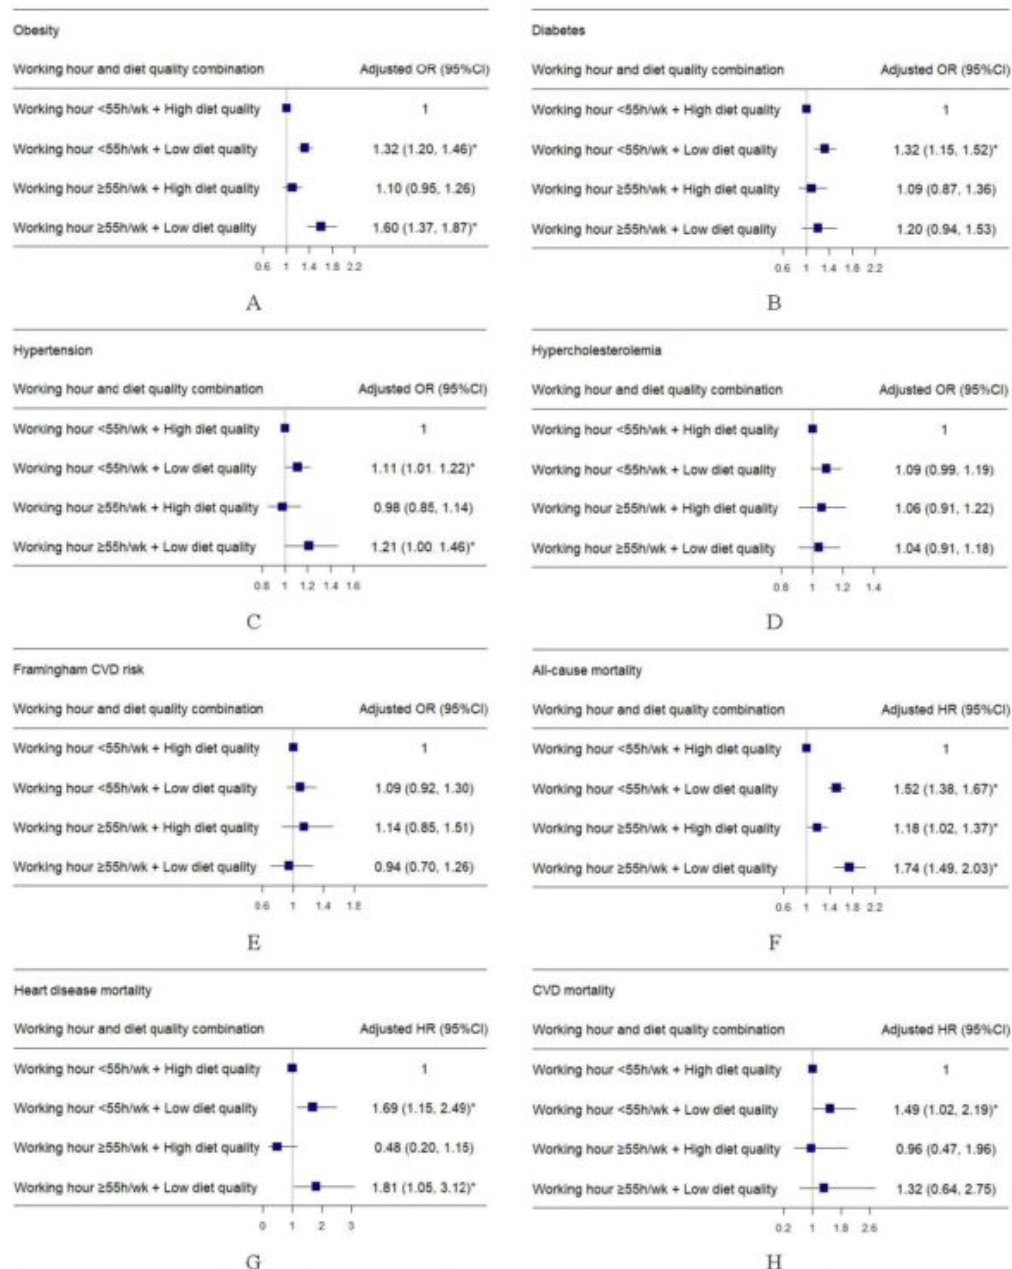 Obesity
Working hour and diet quality combination Adjusted OR (95%CI)
Working hour <55h/wk + High diet quality 1
Working hour <55h/wk + Low diet quality 1.32 (1.20, 1.46)*
Working hour ≥55h/wk + High diet quality 1.10 (0.95, 1.26)
Working hour ≥55h/wk + Low diet quality 1.60 (1.37, 1.87)*
0.6 1 1.4 1.8 2.2
A
Diabetes
Working hour and diet quality combination Adjusted OR (95%CI)
Working hour <55h/wk + High diet quality 1
Working hour <55h/wk + Low diet quality 1.32 (1.15, 1.52)*
Working hour ≥55h/wk + High diet quality 1.09 (0.87, 1.36)
Working hour ≥55h/wk + Low diet quality 1.20 (0.94, 1.53)
0.6 1 1.4 1.8 2.2
B
Hypertension
Working hour and diet quality combination Adjusted OR (95%CI)
Working hour <55h/wk + High diet quality 1
Working hour <55h/wk + Low diet quality 1.11 (1.01, 1.22)*
Working hour ≥55h/wk + High diet quality 0.98 (0.85, 1.14)
Working hour ≥55h/wk + Low diet quality 1.21 (1.00, 1.46)*
0.8 1 1.2 1.4 1.6
C
Hypercholesterolemia
Working hour and diet quality combination Adjusted OR (95%CI)
Working hour <55h/wk + High diet quality 1
Working hour <55h/wk + Low diet quality 1.09 (0.99, 1.19)
Working hour ≥55h/wk + High diet quality 1.06 (0.91, 1.22)
Working hour ≥55h/wk + Low diet quality 1.04 (0.91, 1.18)
0.8 1 1.2 1.4
D
Framingham CVD risk
Working hour and diet quality combination Adjusted OR (95%CI)
Working hour <55h/wk + High diet quality 1
Working hour <55h/wk + Low diet quality 1.09 (0.92, 1.30)
Working hour ≥55h/wk + High diet quality 1.14 (0.85, 1.51)
Working hour ≥55h/wk + Low diet quality 0.94 (0.70, 1.26)
0.6 1 1.4 1.8
E
All-cause mortality
Working hour and diet quality combination Adjusted HR (95%CI)
Working hour <55h/wk + High diet quality 1
Working hour <55h/wk + Low diet quality 1.52 (1.38, 1.67)*
Working hour ≥55h/wk + High diet quality 1.18 (1.02, 1.37)*
Working hour ≥55h/wk + Low diet quality 1.74 (1.49, 2.03)*
0.6 1 1.4 1.8 2.2
F
Heart disease mortality
Working hour and diet quality combination Adjusted HR (95%CI)
Working hour <55h/wk + High diet quality 1
Working hour <55h/wk + Low diet quality 1.69 (1.15, 2.49)*
Working hour ≥55h/wk + High diet quality 0.48 (0.20, 1.15)
Working hour ≥55h/wk + Low diet quality 1.81 (1.05, 3.12)*
0 1 2 3
G
CVD mortality
Working hour and diet quality combination Adjusted HR (95%CI)
Working hour <55h/wk + High diet quality 1
Working hour <55h/wk + Low diet quality 1.49 (1.02, 2.19)*
Working hour ≥55h/wk + High diet quality 0.96 (0.47, 1.96)
Working hour ≥55h/wk + Low diet quality 1.32 (0.64, 2.75)
0.2 1 1.8 2.6
H